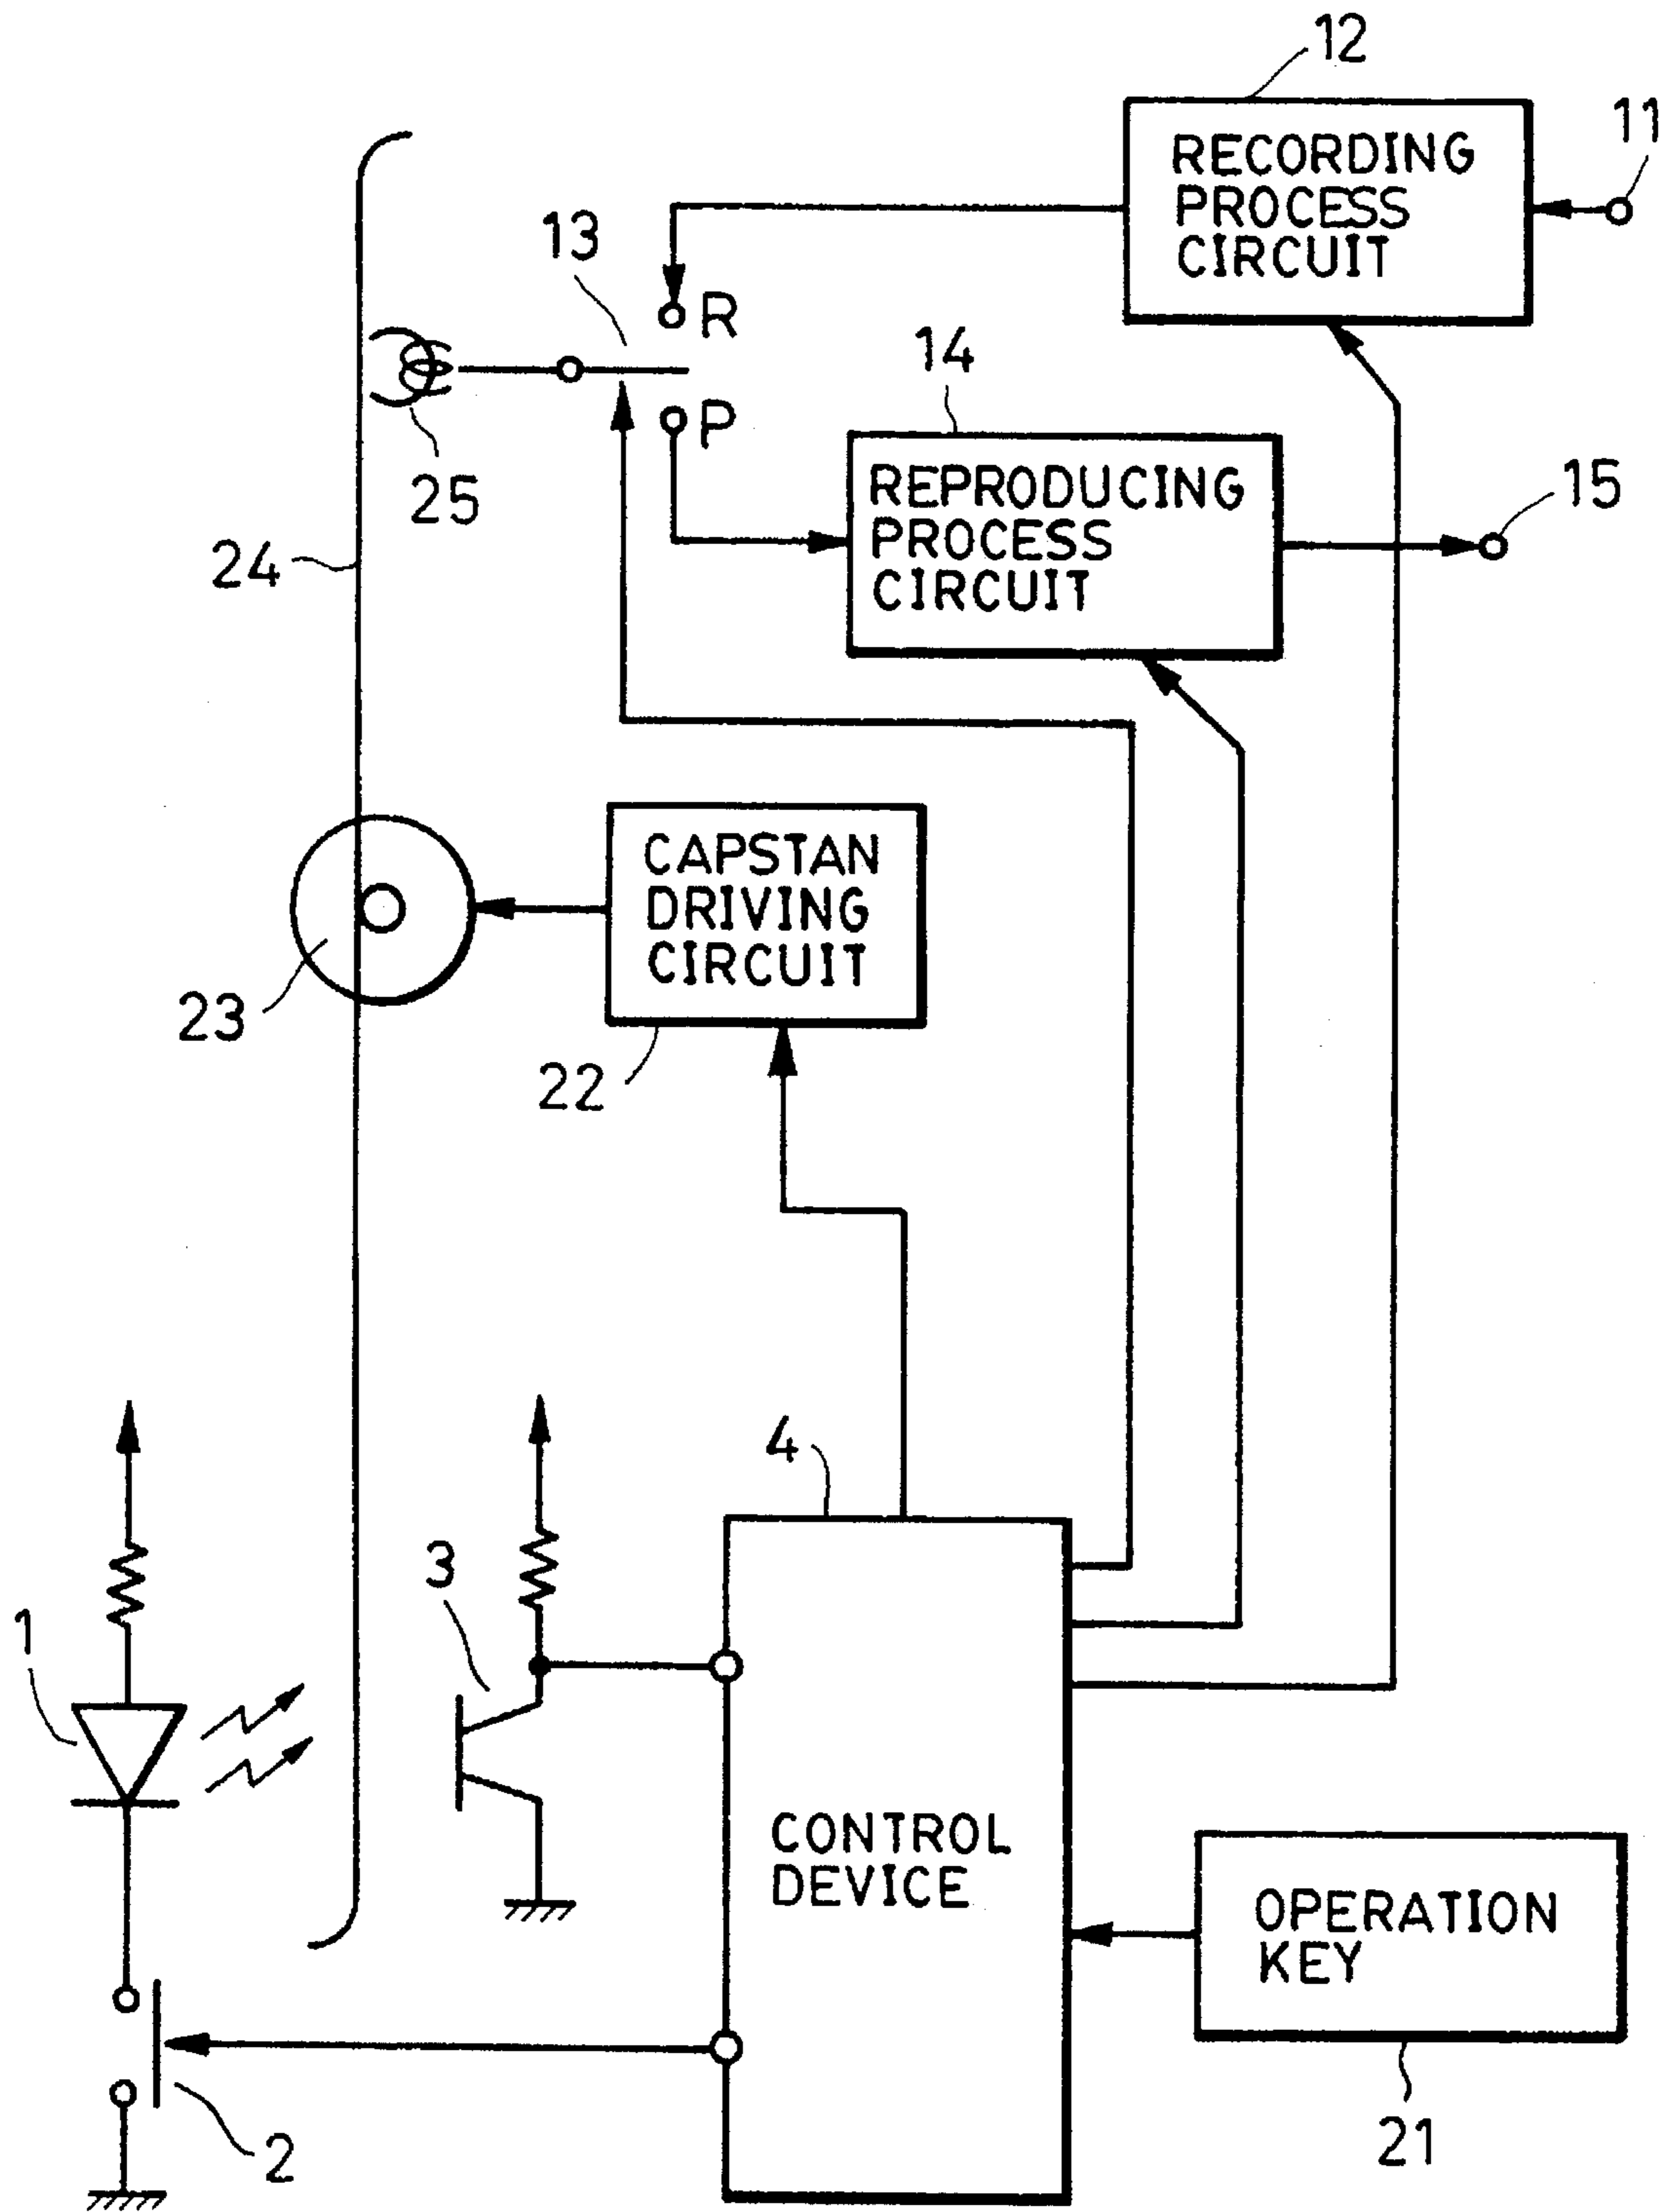 12
11
RECORDING
PROCESS
CIRCUIT
13
R
14
P
25
REPRODUCING
PROCESS
CIRCUIT
15
24
CAPSTAN
DRIVING
CIRCUIT
23
22
4
3
1
CONTROL
DEVICE
OPERATION
KEY
2
21